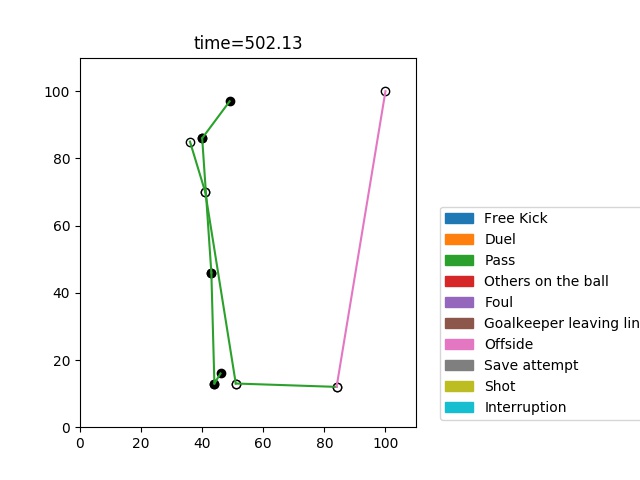 time=502.13
100
80
60
40
20
0
0 20 40 60 80 100
Free Kick
Duel
Pass
Others on the ball
Foul
Goalkeeper leaving lin
Offside
Save attempt
Shot
Interruption